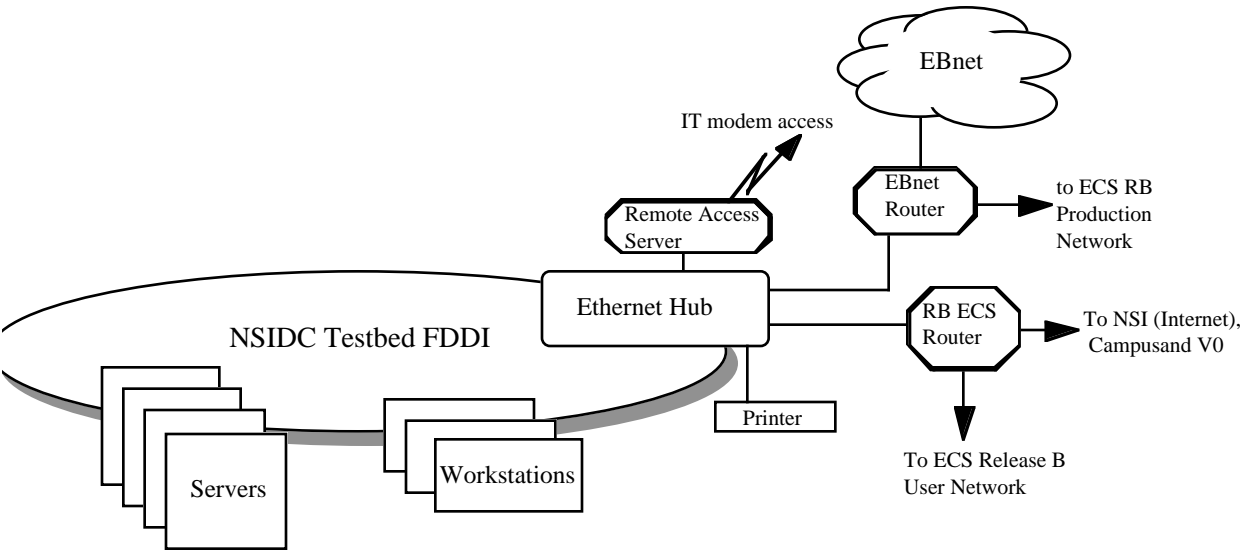 EBnet
IT modem access
EBnet
Router
to ECS RB
Production
Network
Remote Access
Server
Ethernet Hub
RB ECS
Router
To NSI (Internet),
Campusand V0
NSIDC Testbed FDDI
Printer
To ECS Release B
User Network
Servers
Workstations